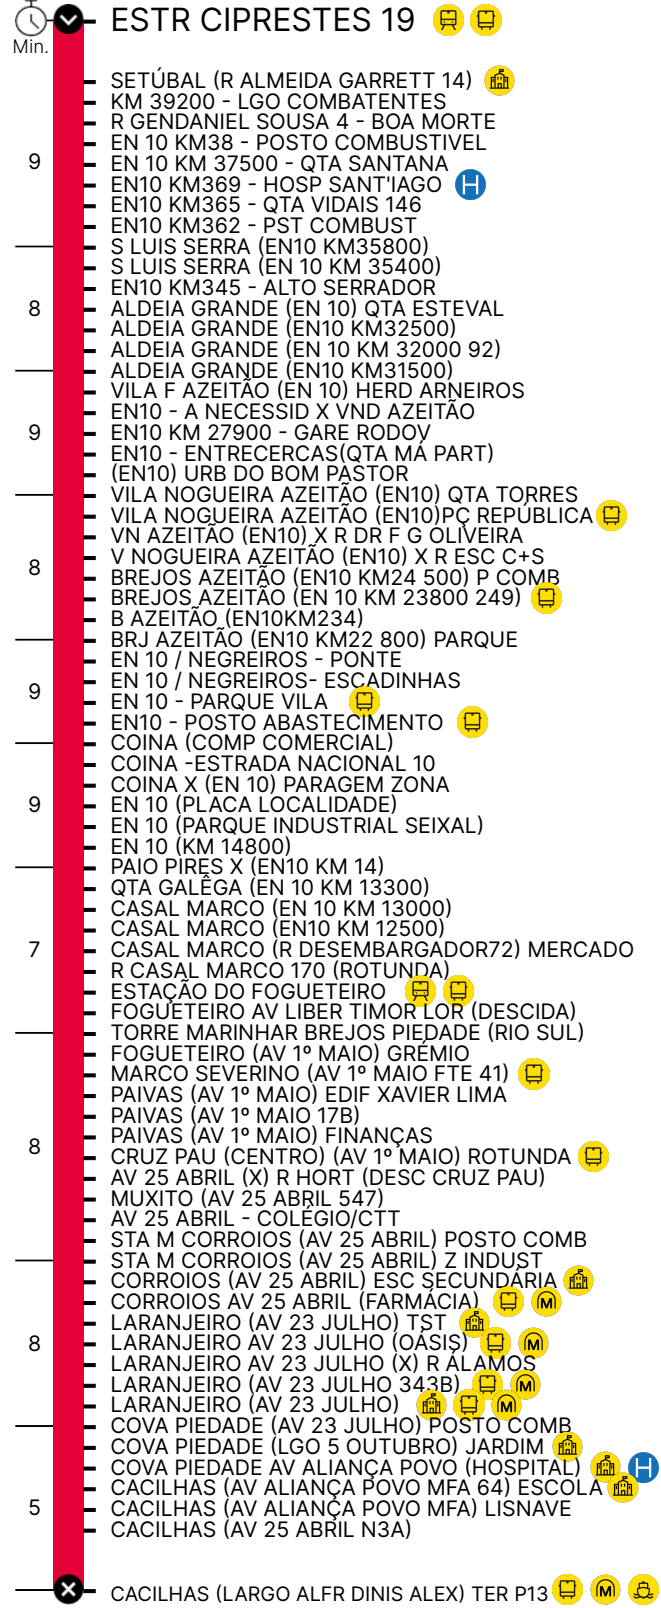 ESTR CIPRESTES 19
Min.
SETÚBAL (R ALMEIDA GARRETT 14)
KM 39200 - LGO COMBATENTES
R GENDANIEL SOUSA 4 - BOA MORTE
EN 10 KM38 - POSTO COMBUSTIVEL
9
EN 10 KM 37500 - QTA SANTANA
EN10 KM369 - HOSP SANT'IAGO H
EN10 KM365 - QTA VIDAIS 146
EN10 KM362 - PST COMBUST
S LUIS SERRA (EN10 KM35800)
S LUIS SERRA (EN 10 KM 35400)
EN10 KM345 - ALTO SERRADOR
8
ALDEIA GRANDE (EN 10) QTA ESTEVAL
ALDEIA GRANDE (EN10 KM32500)
ALDEIA GRANDE (EN 10 KM 32000 92)
ALDEIA GRANDE (EN10 KM31500)
VILA F AZEITÃO (EN 10) HERD ARNEIROS
EN10 - A NECESSID X VND AZEITÃO
9
EN10 KM 27900 - GARE RODOV
EN10 - ENTRECERCAS(QTA MÁ PART)
(EN10) URB DO BOM PASTOR
VILA NOGUEIRA AZEITÃO (EN10) QTA TORRES
VILA NOGUEIRA AZEITÃO (EN10)PÇ REPÚBLICA
VN AZEITÃO (EN10) X R DR F G OLIVEIRA
V NOGUEIRA AZEITÃO (EN10) X R ESC C+S
8
BREJOS AZEITÃO (EN10 KM24 500) P COMB
BREJOS AZEITÃO (EN 10 KM 23800 249)
B AZEITÃO (EN10KM234)
BRJ AZEITÃO (EN10 KM22 800) PARQUE
EN 10 / NEGREIROS - PONTE
EN 10 / NEGREIROS- ESCADINHAS
9
EN 10 - PARQUE VILA
EN10 - POSTO ABASTECIMENTO
COINA (COMP COMERCIAL)
COINA -ESTRADA NACIONAL 10
COINA X (EN 10) PARAGEM ZONA
9
EN 10 (PLACA LOCALIDADE)
EN 10 (PARQUE INDUSTRIAL SEIXAL)
EN 10 (KM 14800)
PAIO PIRES X (EN10 KM 14)
QTA GALÊGA (EN 10 KM 13300)
CASAL MARCO (EN 10 KM 13000)
CASAL MARCO (EN10 KM 12500)
7
CASAL MARCO (R DESEMBARGADOR72) MERCADO
R CASAL MARCO 170 (ROTUNDA)
ESTAÇÃO DO FOGUETEIRO
FOGUETEIRO AV LIBER TIMOR LOR (DESCIDA)
TORRE MARINHAR BREJOS PIEDADE (RIO SUL)
FOGUETEIRO (AV 1º MAIO) GRÉMIO
MARCO SEVERINO (AV 1º MAIO FTE 41)
PAIVAS (AV 1º MAIO) EDIF XAVIER LIMA
PAIVAS (AV 1º MAIO 17B)
PAIVAS (AV 1º MAIO) FINANÇAS
8
CRUZ PAU (CENTRO) (AV 1º MAIO) ROTUNDA
AV 25 ABRIL (X) R HORT (DESC CRUZ PAU)
MUXITO (AV 25 ABRIL 547)
AV 25 ABRIL - COLÉGIO/CTT
STA M CORROIOS (AV 25 ABRIL) POSTO COMB
STA M CORROIOS (AV 25 ABRIL) Z INDUST
CORROIOS (AV 25 ABRIL) ESC SECUNDÁRIA
CORROIOS AV 25 ABRIL (FARMÁCIA) M
LARANJEIRO (AV 23 JULHO) TST
8
LARANJEIRO AV 23 JULHO (OÁSIS) M
LARANJEIRO AV 23 JULHO (X) R ÁLAMOS
LARANJEIRO (AV 23 JULHO 343B) M
LARANJEIRO (AV 23 JULHO) M
COVA PIEDADE (AV 23 JULHO) POSTO COMB
COVA PIEDADE (LGO 5 OUTUBRO) JARDIM
COVA PIEDADE AV ALIANÇA POVO (HOSPITAL) H
CACILHAS (AV ALIANÇA POVO MFA 64) ESCOLA
5
CACILHAS (AV ALIANÇA POVO MFA) LISNAVE
CACILHAS (AV 25 ABRIL N3A)
CACILHAS (LARGO ALFR DINIS ALEX) TER P13 M